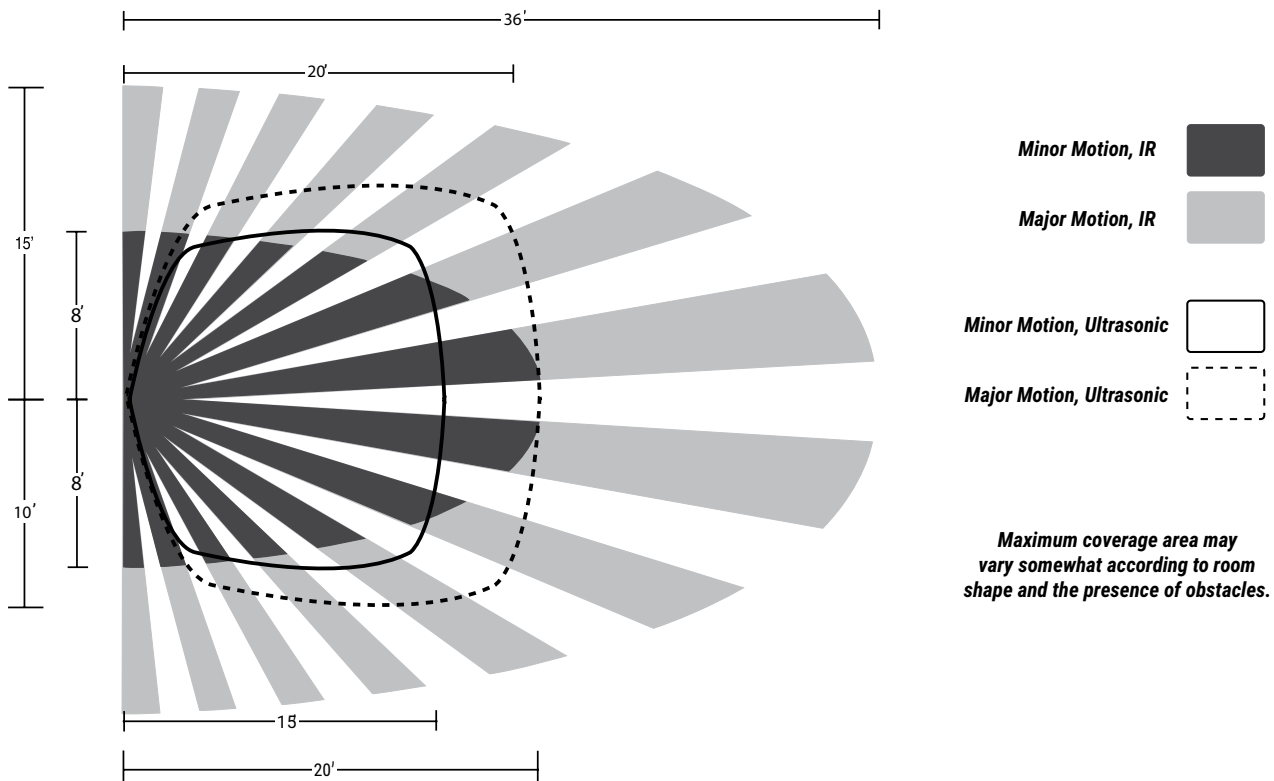 36'
20'
15'
8'
8'
10'
15'
20'
Minor Motion, IR
Major Motion, IR
Minor Motion, Ultrasonic
Major Motion, Ultrasonic
Maximum coverage area may
vary somewhat according to room
shape and the presence of obstacles.